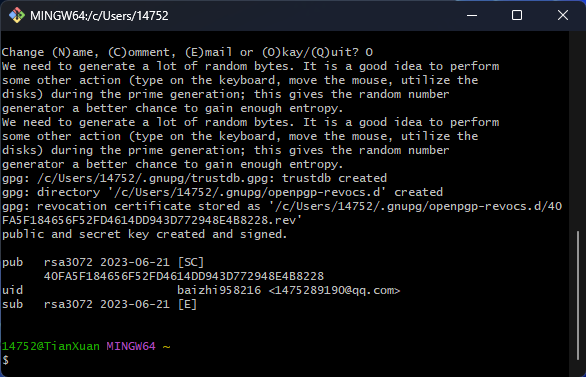 MINGW64:/c/Users/14752
Change (N)ame, (C)omment, (E)mail or (O)kay/(Q)uit? O
We need to generate a lot of random bytes. It is a good idea to perform
some other action (type on the keyboard, move the mouse, utilize the
disks) during the prime generation; this gives the random number
generator a better chance to gain enough entropy.
We need to generate a lot of random bytes. It is a good idea to perform
some other action (type on the keyboard, move the mouse, utilize the
disks) during the prime generation; this gives the random number
generator a better chance to gain enough entropy.
gpg: /c/Users/14752/.gnupg/trustdb.gpg: trustdb created
gpg: directory '/c/Users/14752/.gnupg/openpgp-revocs.d' created
gpg: revocation certificate stored as '/c/Users/14752/.gnupg/openpgp-revocs.d/40
FA5F184656F52FD4614DD943D772948E4B8228.rev'
public and secret key created and signed.
pub   rsa3072 2023-06-21 [SC]
      40FA5F184656F52FD4614DD943D772948E4B8228
uid                      baizhi958216 <1475289190@qq.com>
sub   rsa3072 2023-06-21 [E]
14752@TianXuan MINGW64 ~
$